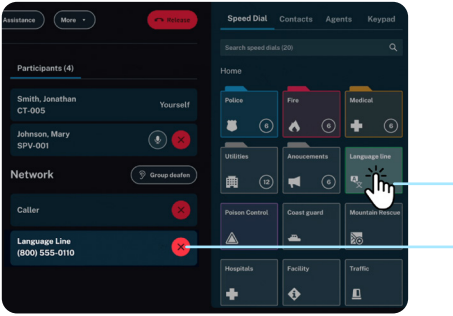 Assistance
More
Release
Participants (4)
Smith, Jonathan
CT-005
Yourself
Johnson, Mary
SPV-001
Network
Group deafen
Caller
Language Line
(800) 555-0110
Speed Dial
Contacts
Agents
Keypad
Search speed dials (20)
Home
Police
6
Fire
6
Medical
6
Utilities
12
Anoucements
6
Language line
Poison Control
Coast guard
Mountain Rescue
Hospitals
Facility
Traffic